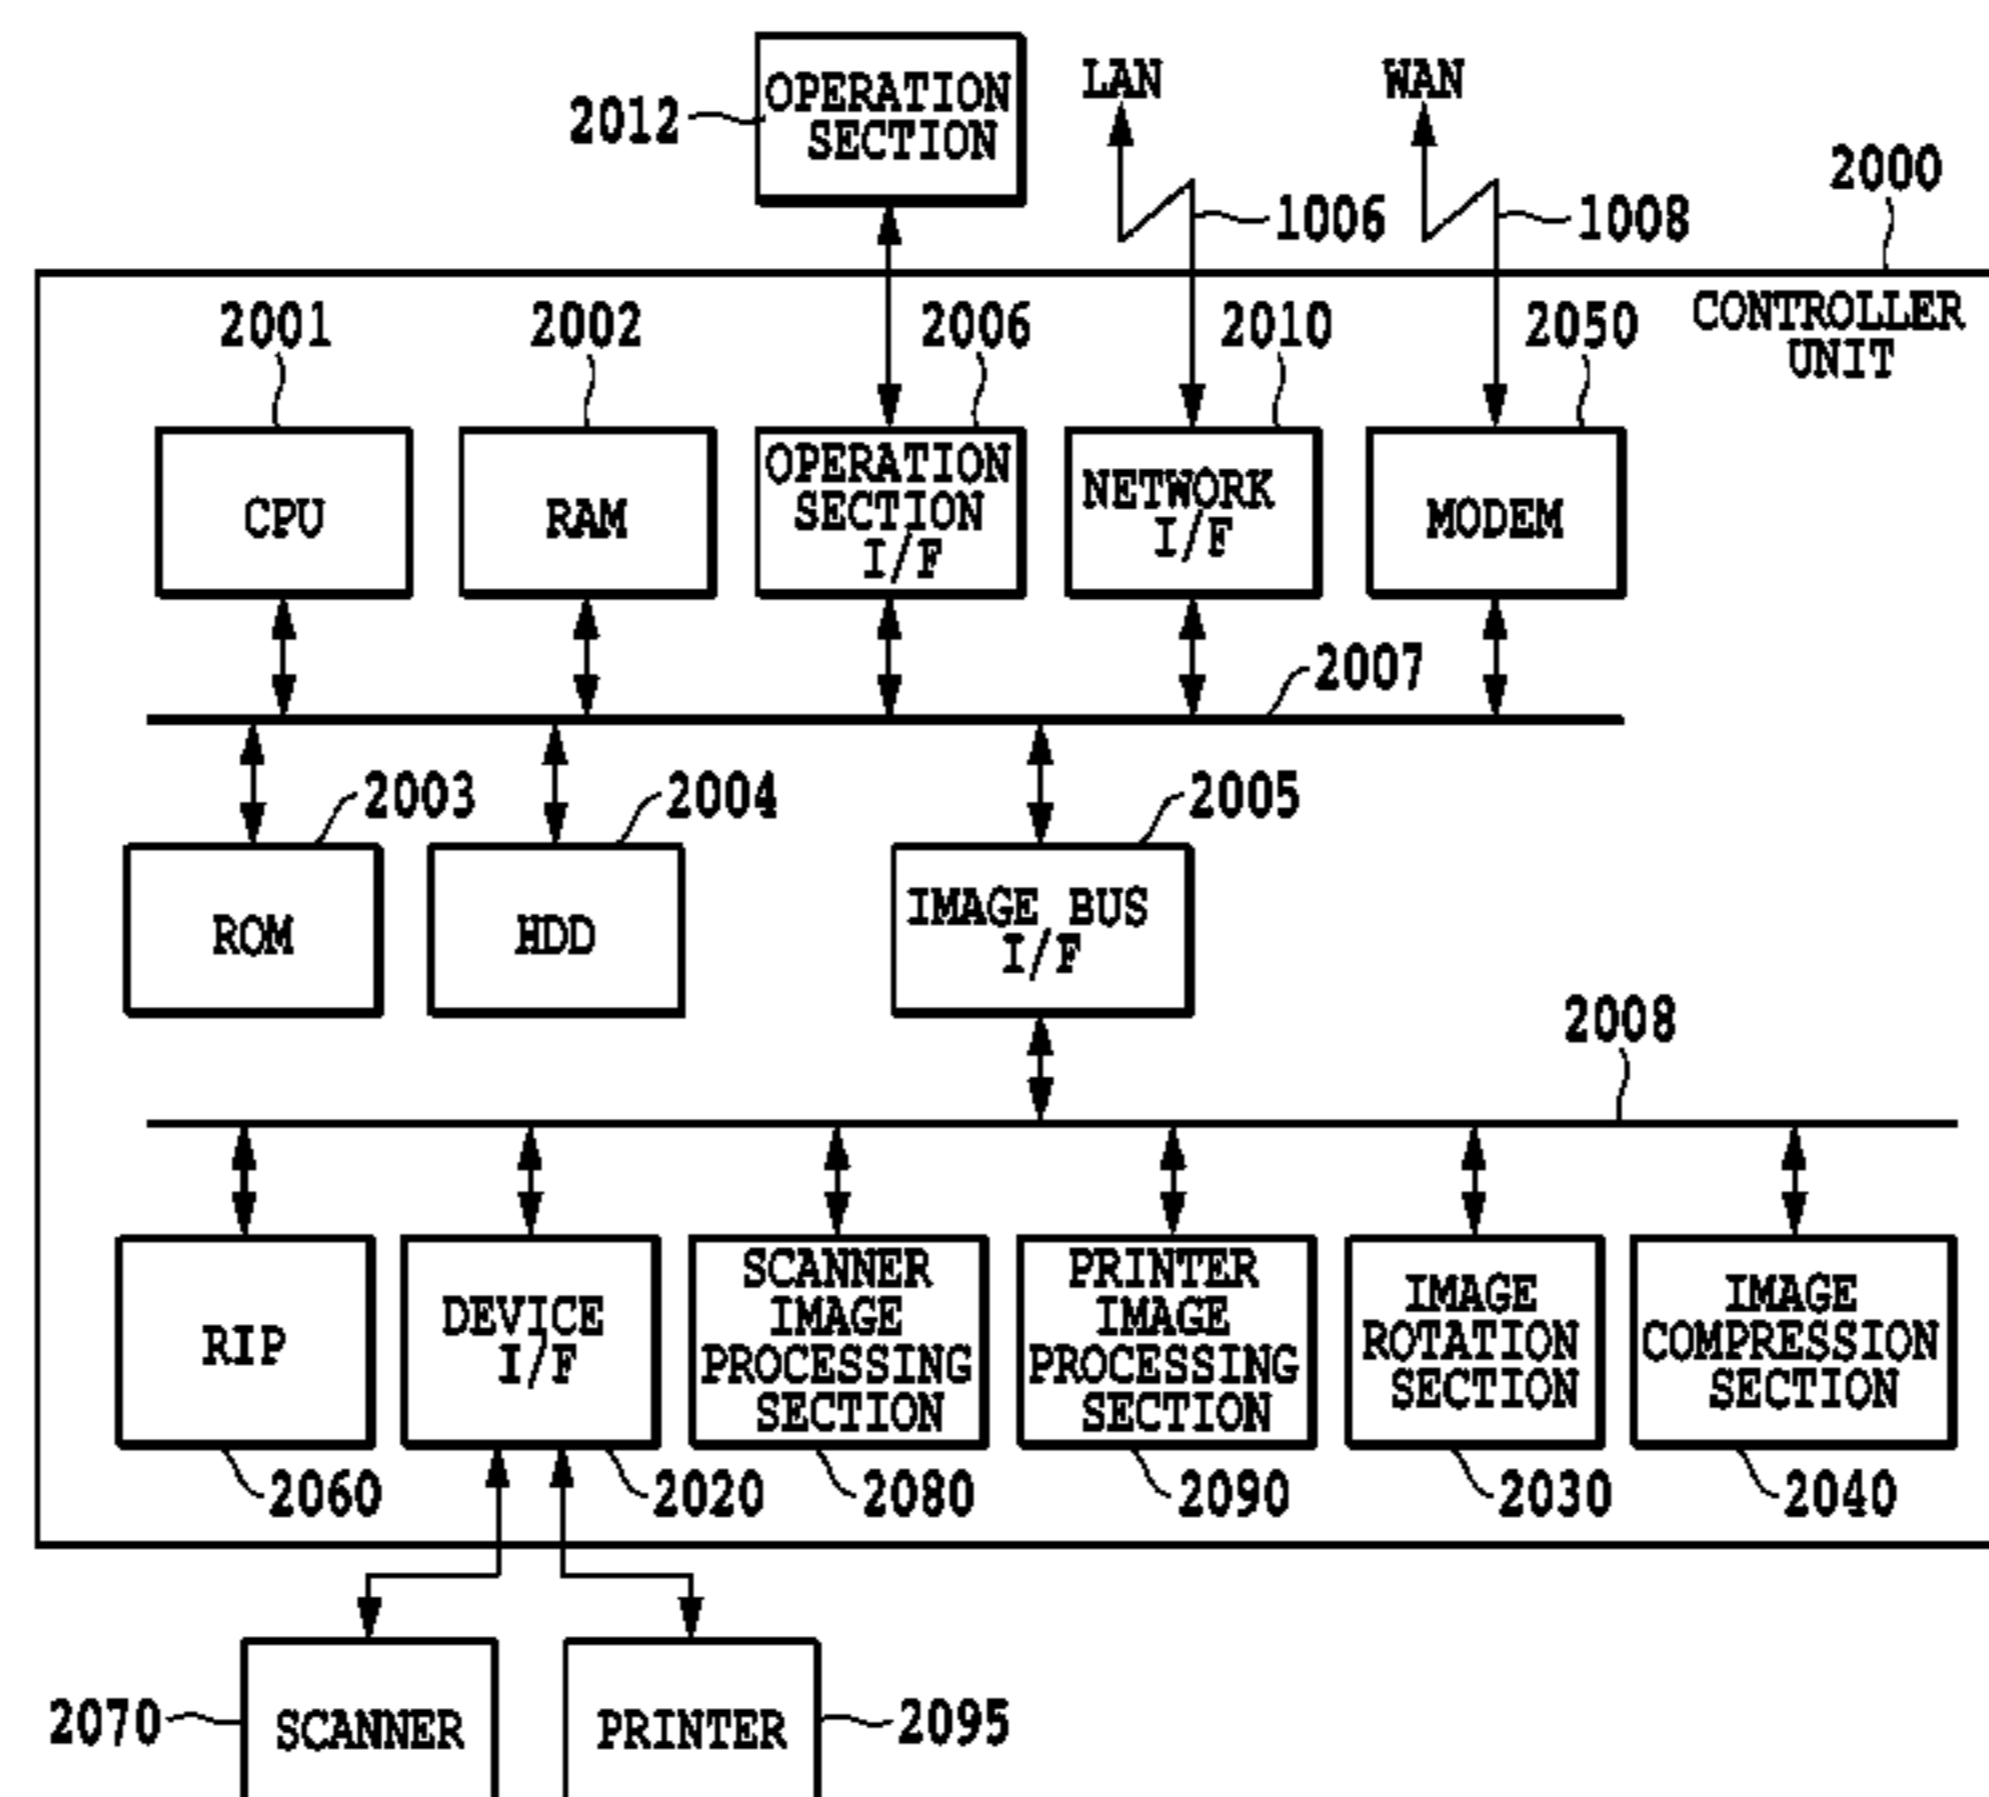 OPERATION
SECTION
2012
LAN
WAN
1006
1008
2000
CONTROLLER
UNIT
2001
2002
2006
2010
2050
CPU
RAM
OPERATION
SECTION
I/F
NETWORK
I/F
MODEM
2007
2003
2004
2005
ROM
HDD
IMAGE BUS
I/F
2008
RIP
DEVICE
I/F
SCANNER
IMAGE
PROCESSING
SECTION
PRINTER
IMAGE
PROCESSING
SECTION
IMAGE
ROTATION
SECTION
IMAGE
COMPRESSION
SECTION
2060
2020
2080
2090
2030
2040
2070
SCANNER
PRINTER
2095